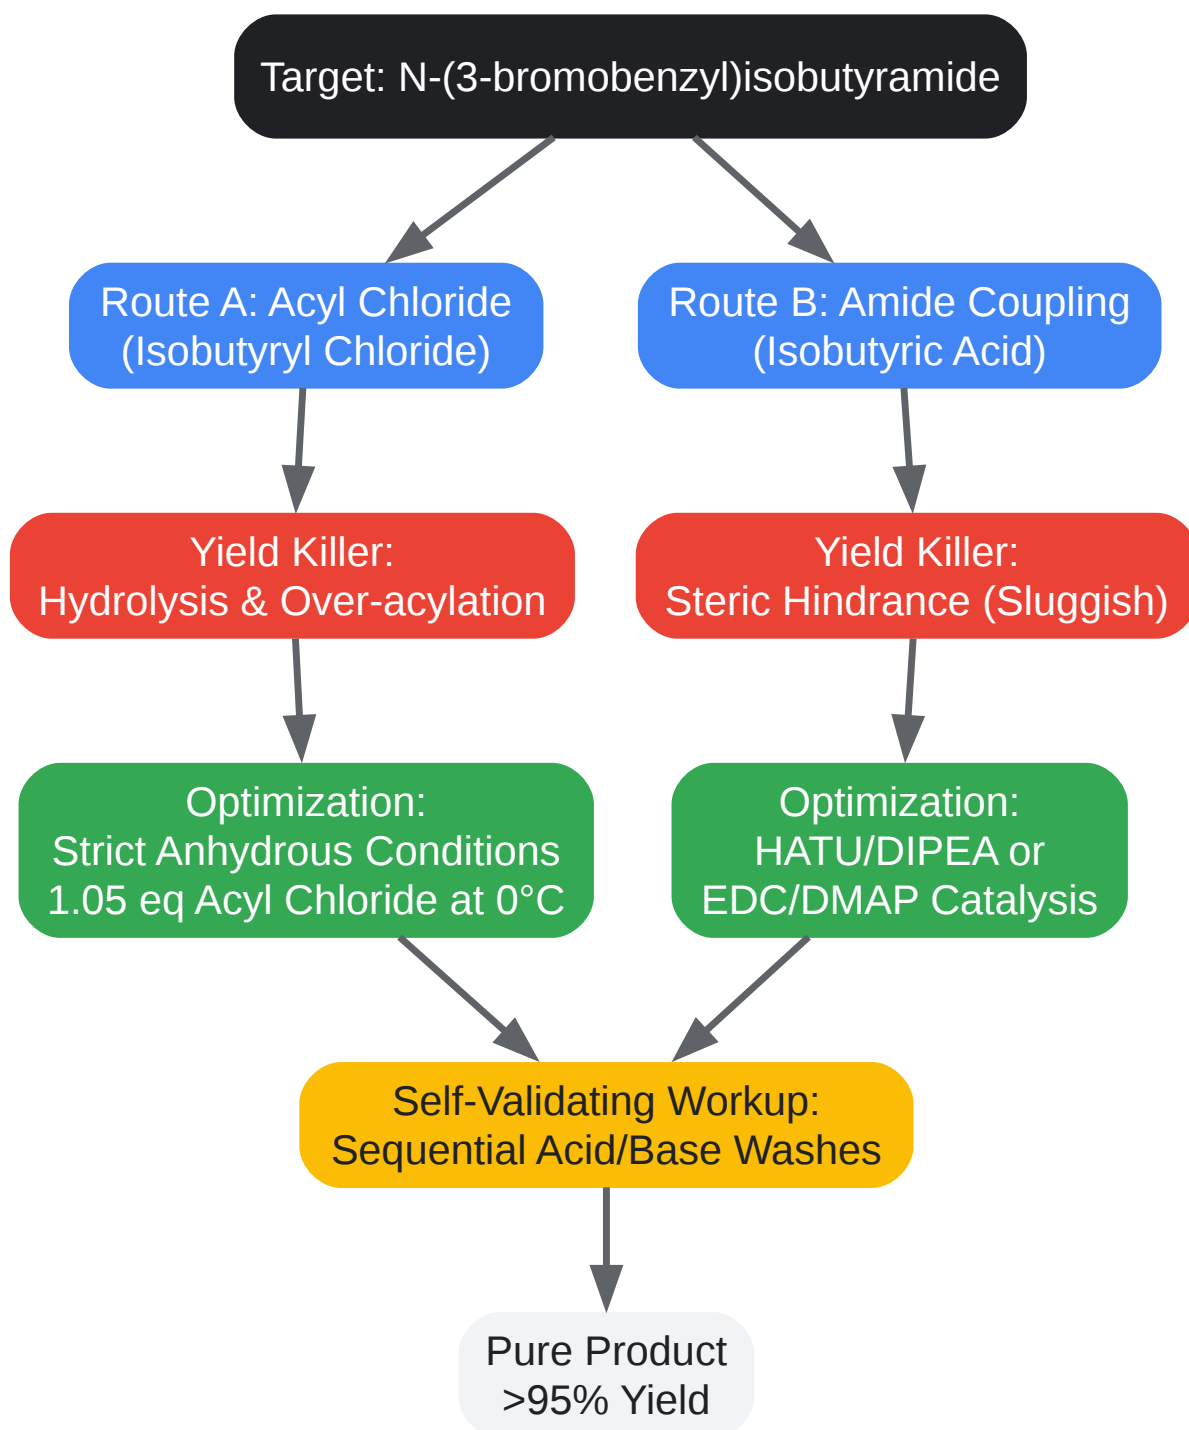 Target: N-(3-bromobenzyl)isobutyramide
Route A: Acyl Chloride
(Isobutyryl Chloride)
Route B: Amide Coupling
(Isobutyric Acid)
Yield Killer:
Hydrolysis & Over-acylation
Yield Killer:
Steric Hindrance (Sluggish)
Optimization:
Strict Anhydrous Conditions
1.05 eq Acyl Chloride at 0°C
Optimization:
HATU/DIPEA or
EDC/DMAP Catalysis
Self-Validating Workup:
Sequential Acid/Base Washes
Pure Product
>95% Yield